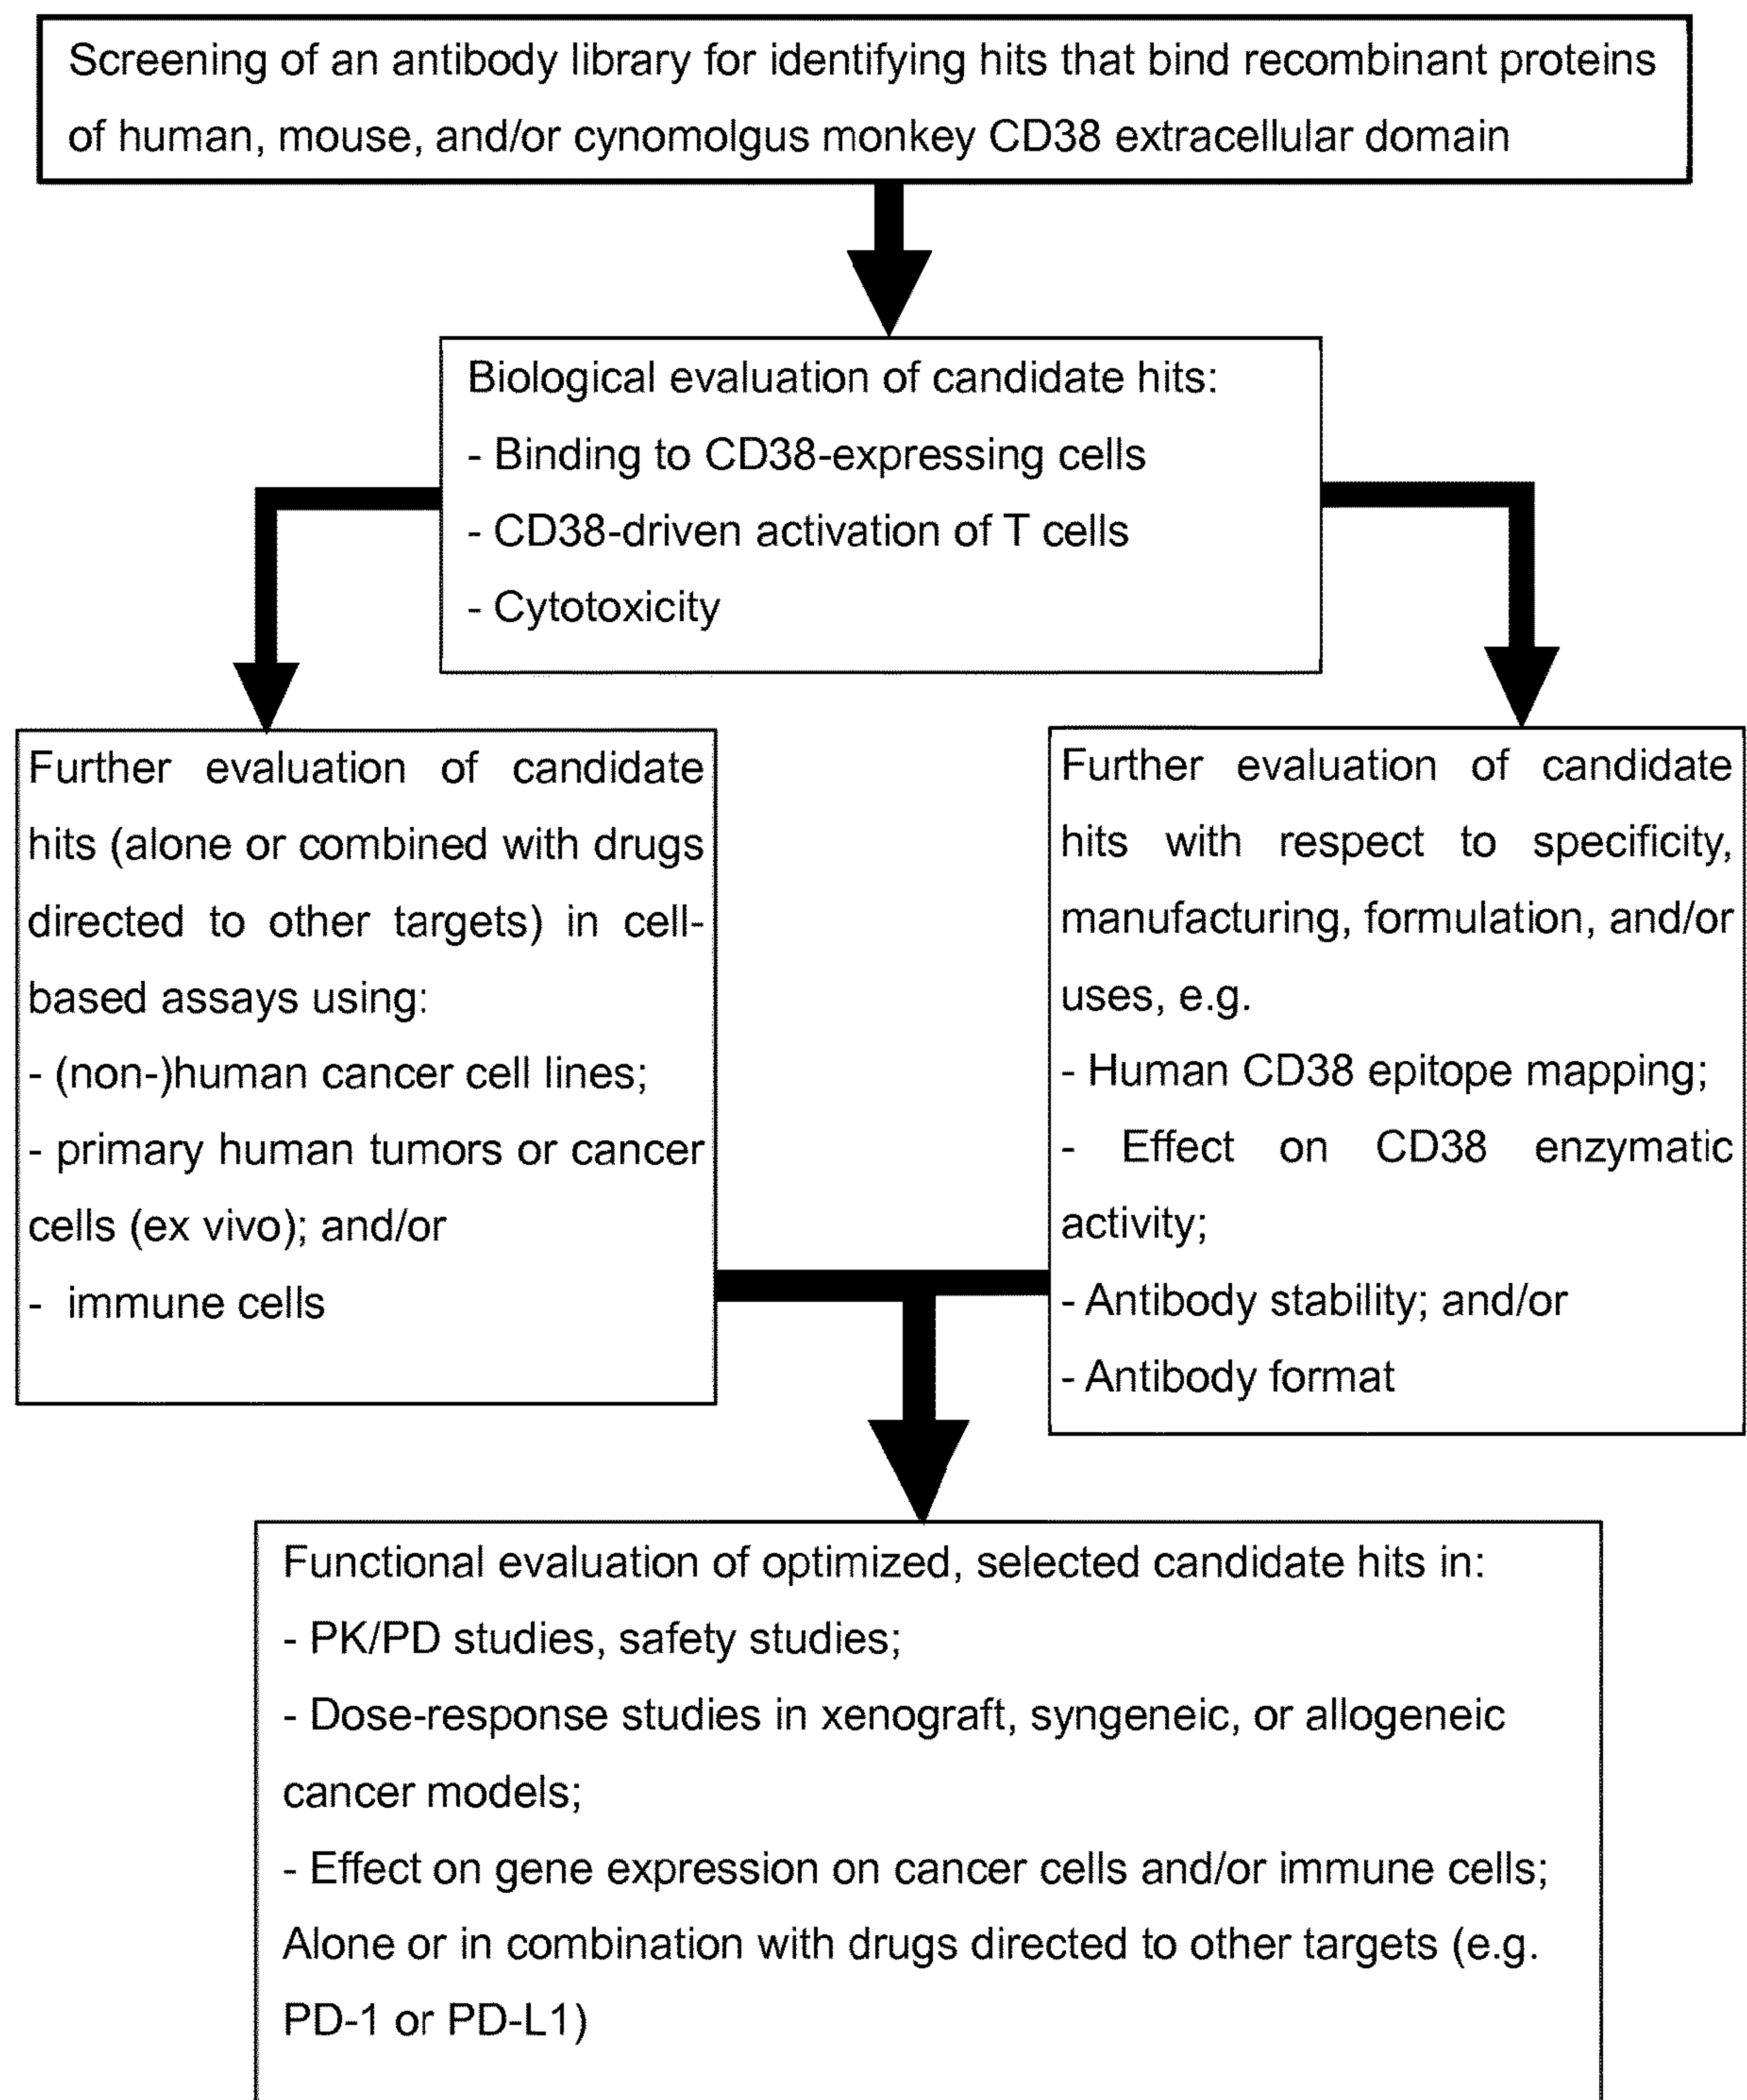 Screening of an antibody library for identifying hits that bind recombinant proteins
of human, mouse, and/or cynomolgus monkey CD38 extracellular domain
Biological evaluation of candidate hits:
- Binding to CD38-expressing cells
- CD38-driven activation of T cells
- Cytotoxicity
Further evaluation of candidate
hits (alone or combined with drugs
directed to other targets) in cell-
based assays using:
- (non-)human cancer cell lines;
- primary human tumors or cancer
cells (ex vivo); and/or
- immune cells
Further evaluation of candidate
hits with respect to specificity,
manufacturing, formulation, and/or
uses, e.g.
- Human CD38 epitope mapping;
- Effect on CD38 enzymatic
activity;
- Antibody stability; and/or
- Antibody format
Functional evaluation of optimized, selected candidate hits in:
- PK/PD studies, safety studies;
- Dose-response studies in xenograft, syngeneic, or allogeneic
cancer models;
- Effect on gene expression on cancer cells and/or immune cells;
Alone or in combination with drugs directed to other targets (e.g.
PD-1 or PD-L1)